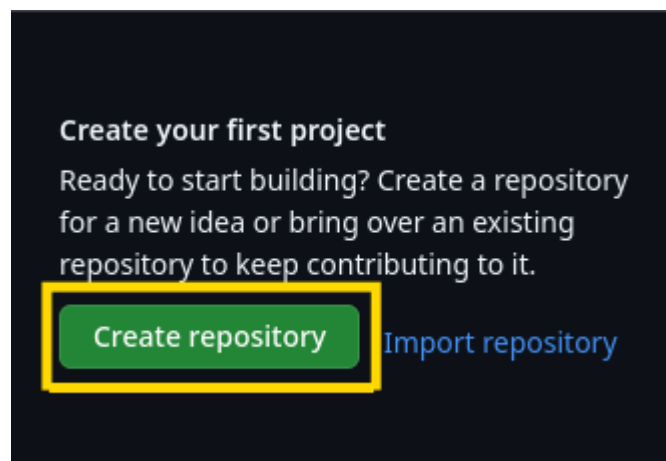 Create your first project
Ready to start building? Create a repository
for a new idea or bring over an existing
repository to keep contributing to it.
Create repository
Import repository